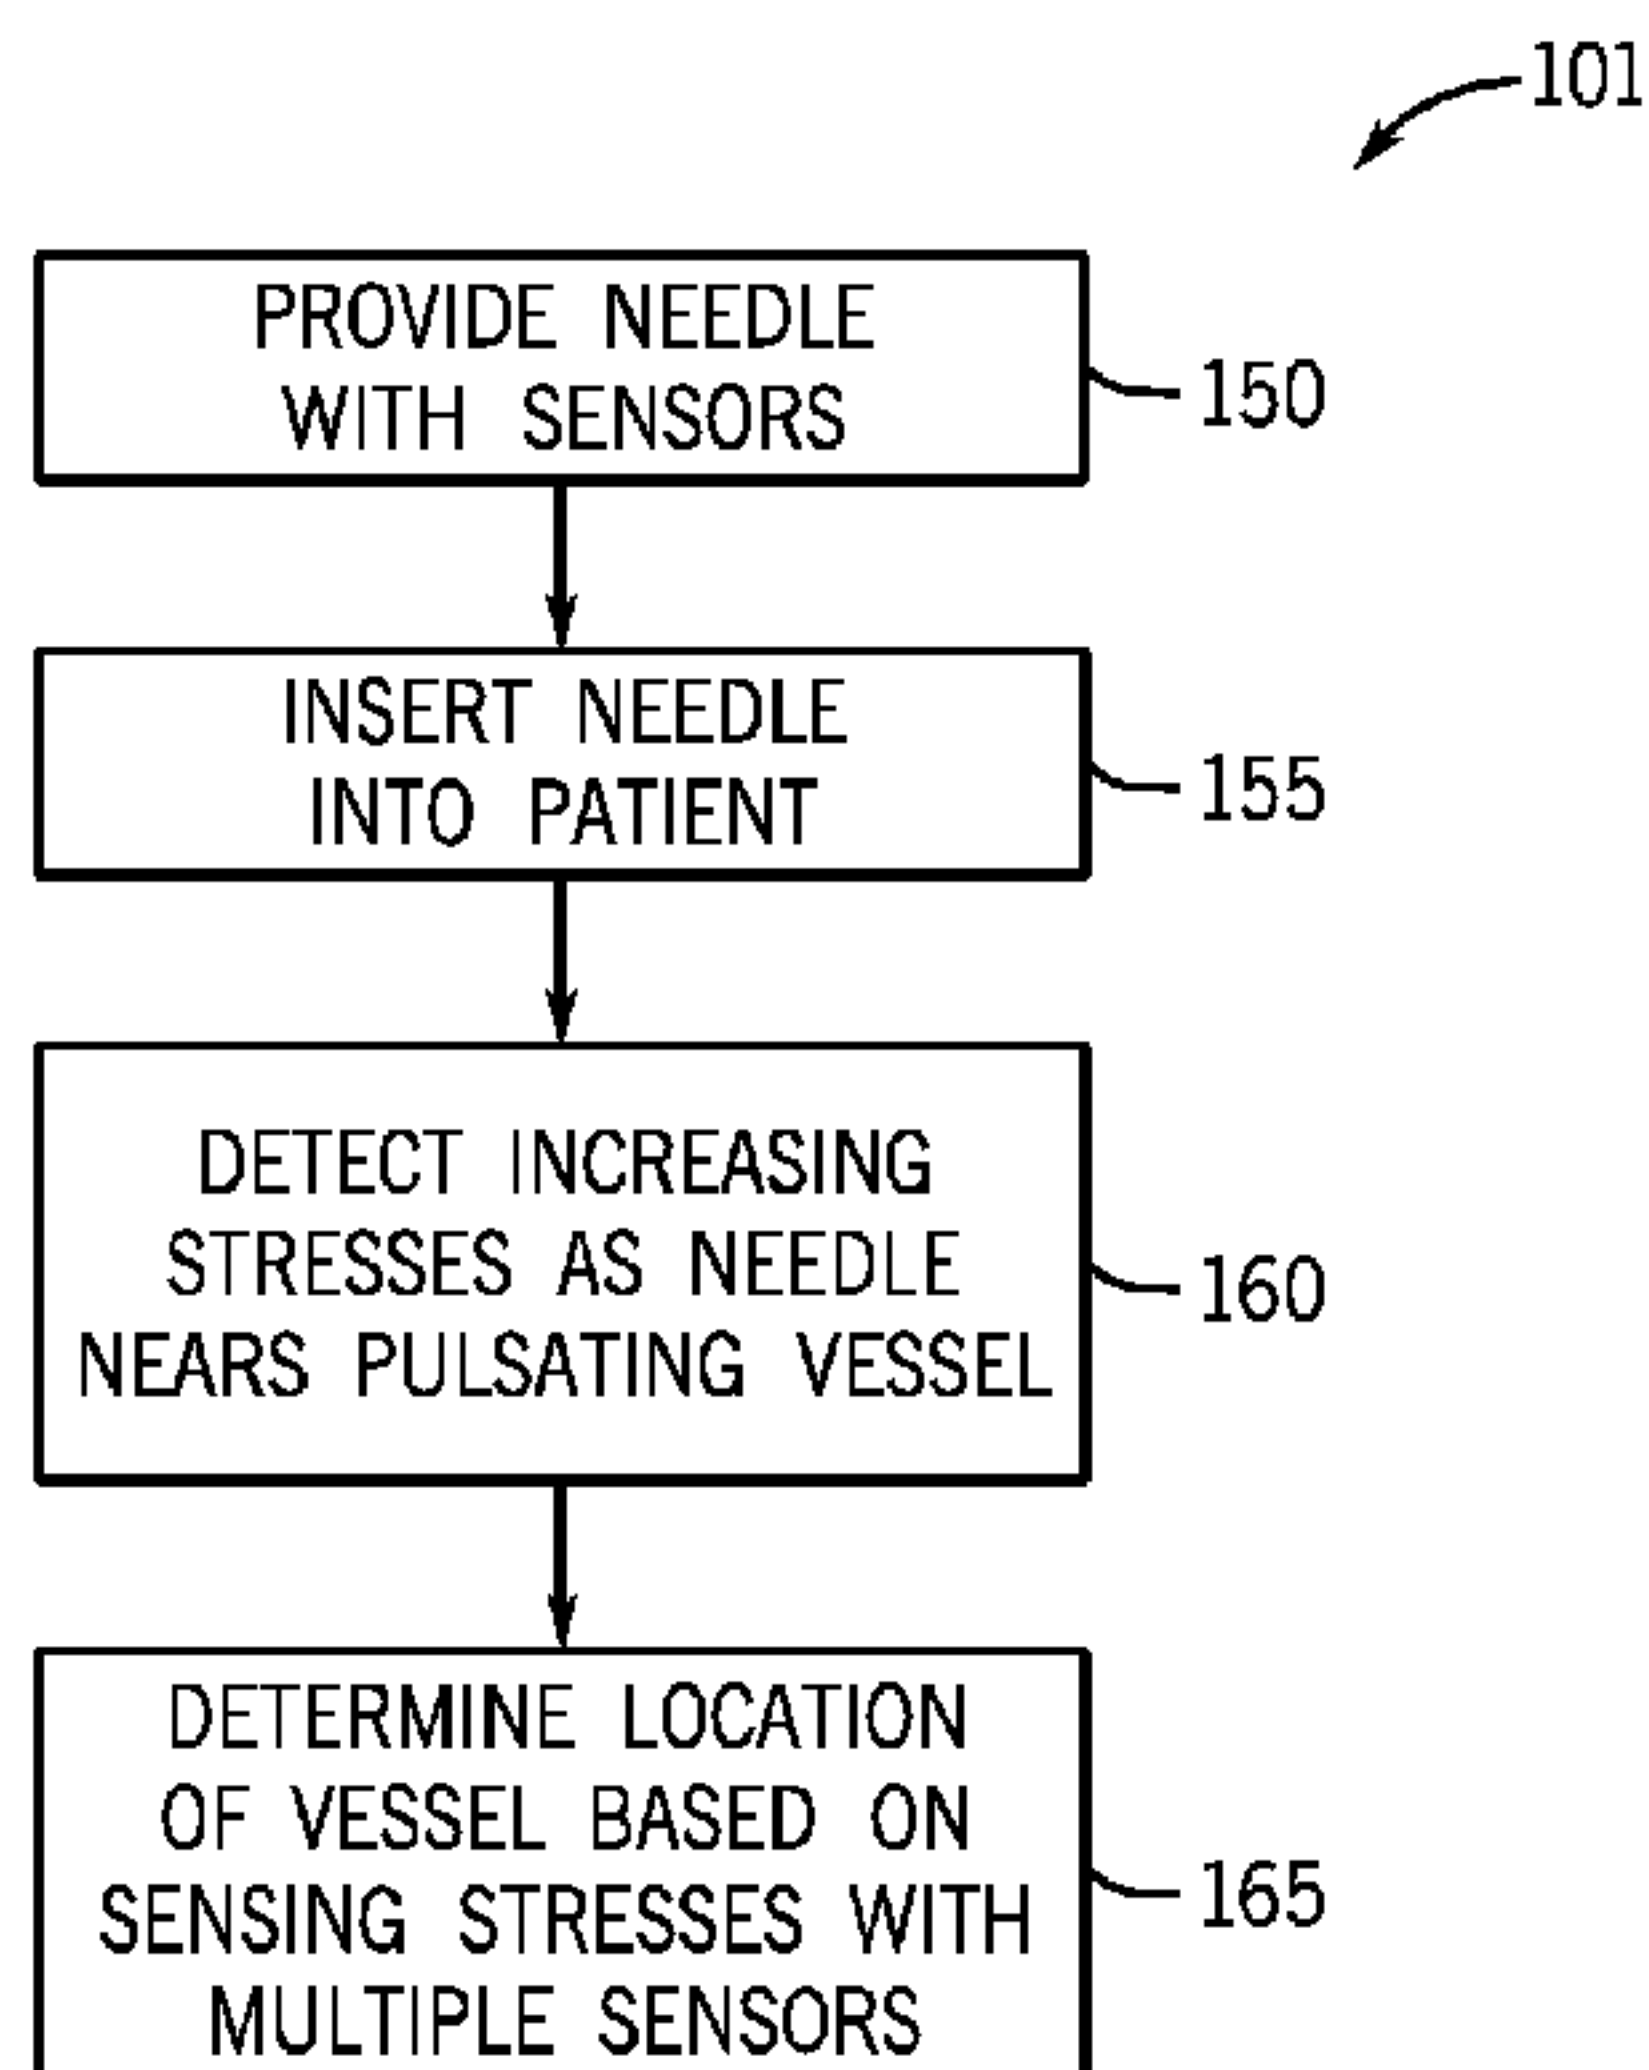 101
PROVIDE NEEDLE
WITH SENSORS
150
INSERT NEEDLE
INTO PATIENT
155
DETECT INCREASING
STRESSES AS NEEDLE
NEARS PULSATING VESSEL
160
DETERMINE LOCATION
OF VESSEL BASED ON
SENSING STRESSES WITH
MULTIPLE SENSORS
165